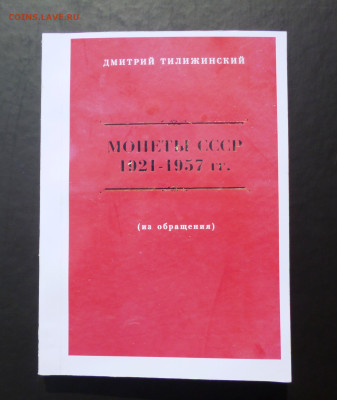 COINS.LAVE.RU
ДМИТРИЙ ТИЛИЖИНСКИЙ
МОНЕТЫ СССР
1921-1957 гг.
(из обращения)